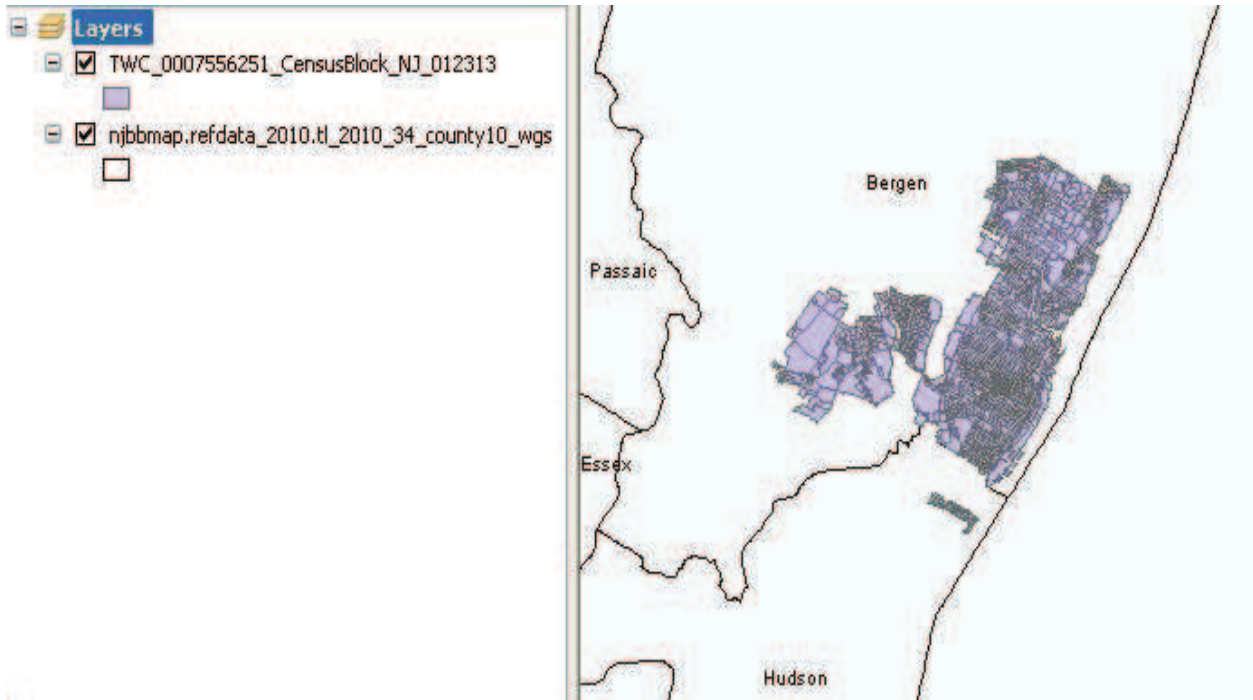 Layers
TWC_0007556251_CensusBlock_NJ_012313
njbbmap.refdata_2010.tl_2010_34_county10_wgs
Bergen
Passaic
Essex
Hudson